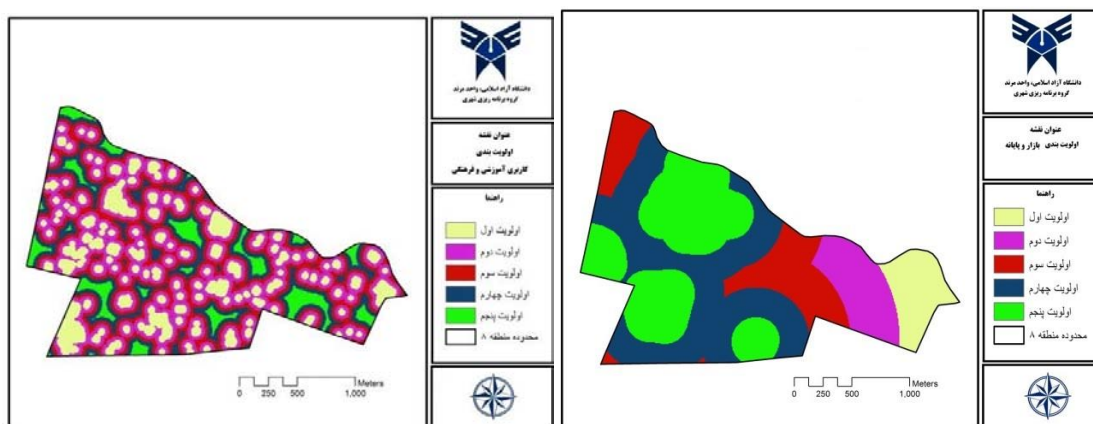 دانشگاه آزاد اسلامی، واحد مرند
گروه برنامه ریزی شهری
عنوان نقشه
اولویت بندی
کاربری آموزشی و فرهنگی
راهنما
اولویت اول
اولویت دوم
اولویت سوم
اولویت چهارم
اولویت پنجم
محدوده منطقه ۸
Meters
0 250 500 1,000
دانشگاه آزاد اسلامی، واحد مرند
گروه برنامه ریزی شهری
عنوان نقشه
اولویت بندی بازار و پایانه
راهنما
اولویت اول
اولویت دوم
اولویت سوم
اولویت چهارم
اولویت پنجم
محدوده منطقه ۸
Meters
0 250 500 1,000